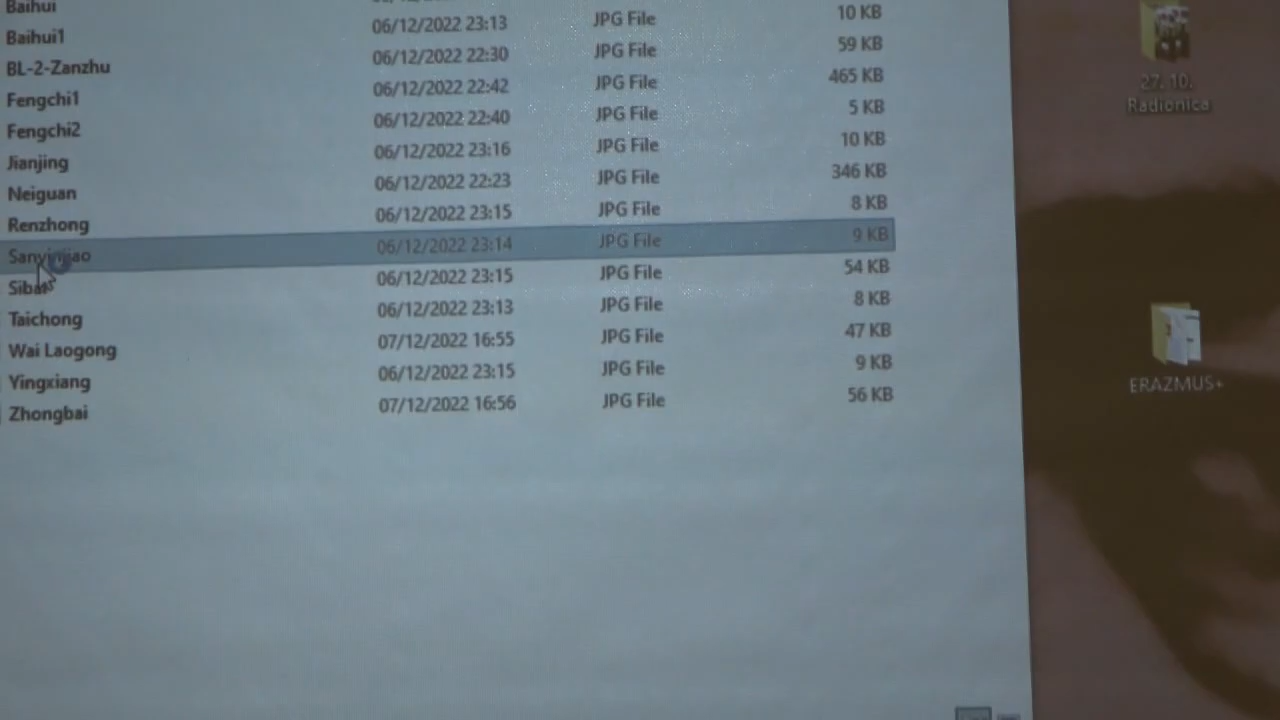 Baihui
Baihui1 06/12/2022 23:13 JPG File 10 KB
BL-2-Zanzhu 06/12/2022 22:30 JPG File 59 KB
Fengchi1 06/12/2022 22:42 JPG File 465 KB
Fengchi2 06/12/2022 22:40 JPG File 5 KB
Jianjing 06/12/2022 23:16 JPG File 10 KB
Neiguan 06/12/2022 22:23 JPG File 346 KB
Renzhong 06/12/2022 23:15 JPG File 8 KB
Sanyinjiao 06/12/2022 23:14 JPG File 9 KB
Sibai 06/12/2022 23:15 JPG File 54 KB
Taichong 06/12/2022 23:13 JPG File 8 KB
Wai Laogong 07/12/2022 16:55 JPG File 47 KB
Yingxiang 06/12/2022 23:15 JPG File 9 KB
Zhongbai 07/12/2022 16:56 JPG File 56 KB
27. 10.
Radionica
ERAZMUS+